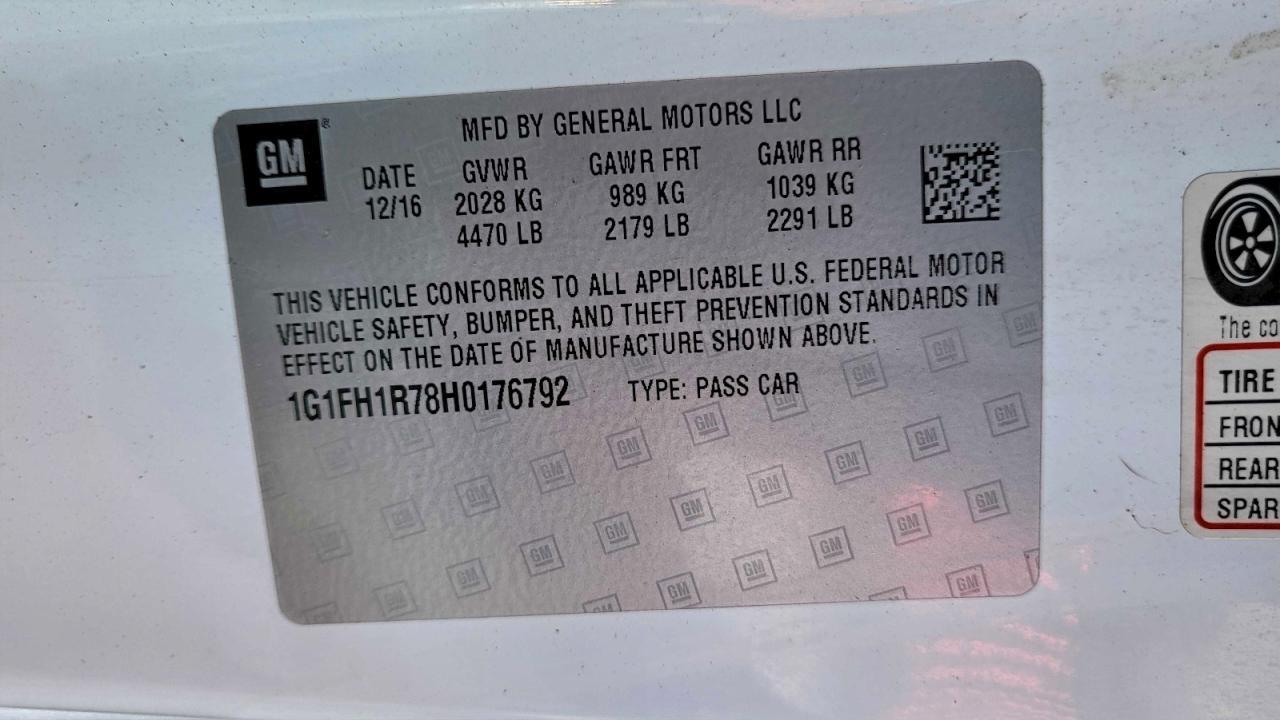 GM
MFD BY GENERAL MOTORS LLC
DATE GVWR GAWR FRT GAWR RR
12/16 2028 KG 989 KG 1039 KG
4470 LB 2179 LB 2291 LB
THIS VEHICLE CONFORMS TO ALL APPLICABLE U.S. FEDERAL MOTOR
VEHICLE SAFETY, BUMPER, AND THEFT PREVENTION STANDARDS IN
EFFECT ON THE DATE OF MANUFACTURE SHOWN ABOVE.
1G1FH1R78H0176792 TYPE: PASS CAR
The co
TIRE
FRON
REAR
SPAR